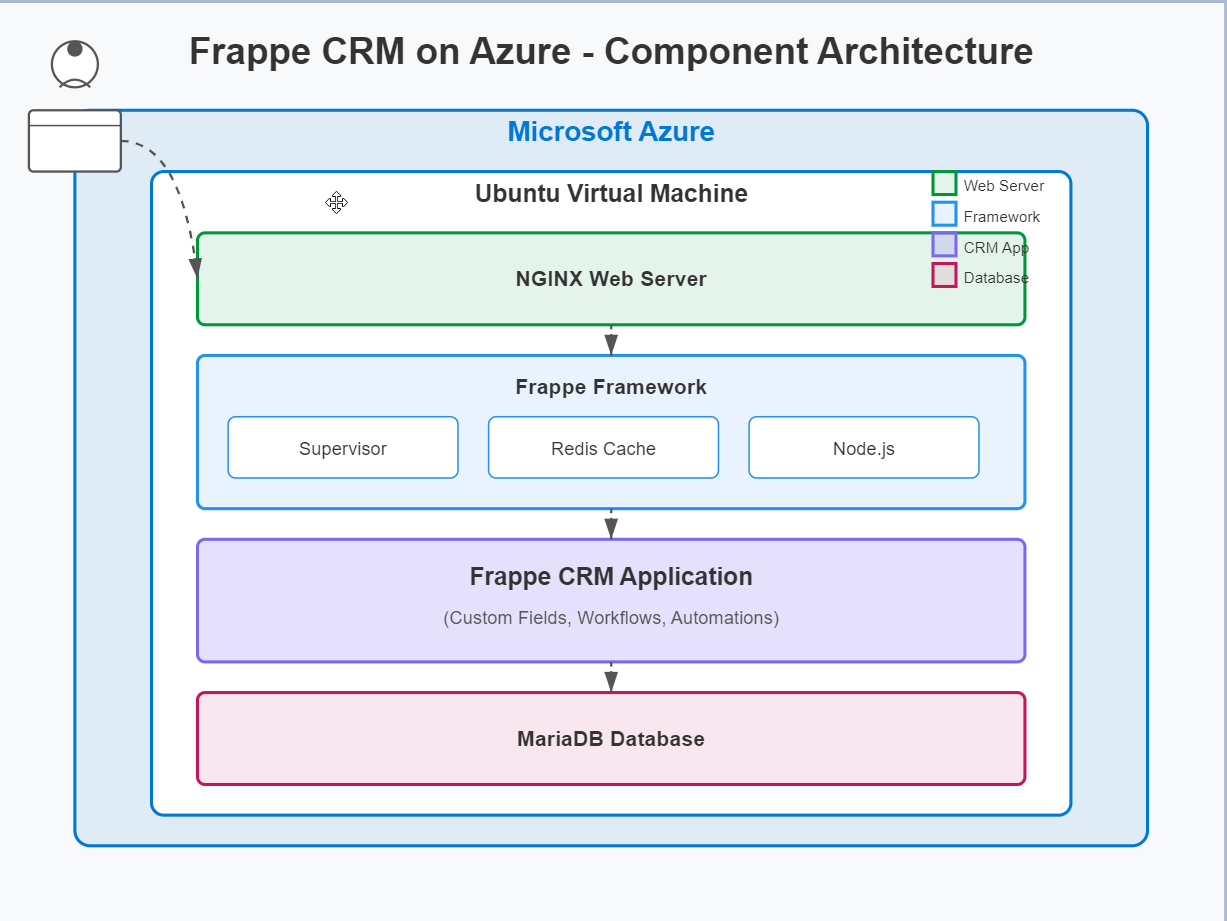 Frappe CRM on Azure - Component Architecture
Microsoft Azure
Ubuntu Virtual Machine
Web Server
Framework
CRM App
Database
NGINX Web Server
Frappe Framework
Supervisor
Redis Cache
Node.js
Frappe CRM Application
(Custom Fields, Workflows, Automations)
MariaDB Database